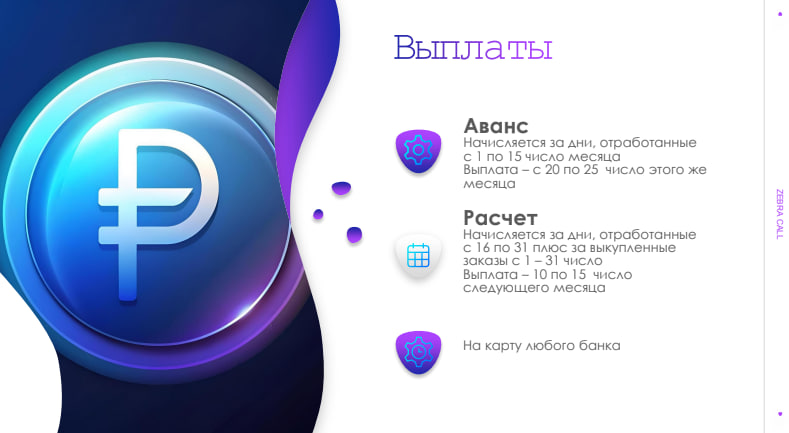 Выплаты
Аванс
Начисляется за дни, отработанные
с 1 по 15 число месяца
Выплата – с 20 по 25 число этого же
месяца
Расчет
Начисляется за дни, отработанные
с 16 по 31 плюс за выкупленные
заказы с 1 – 31 число
Выплата – 10 по 15 число
следующего месяца
На карту любого банка
ZEBRA CALL